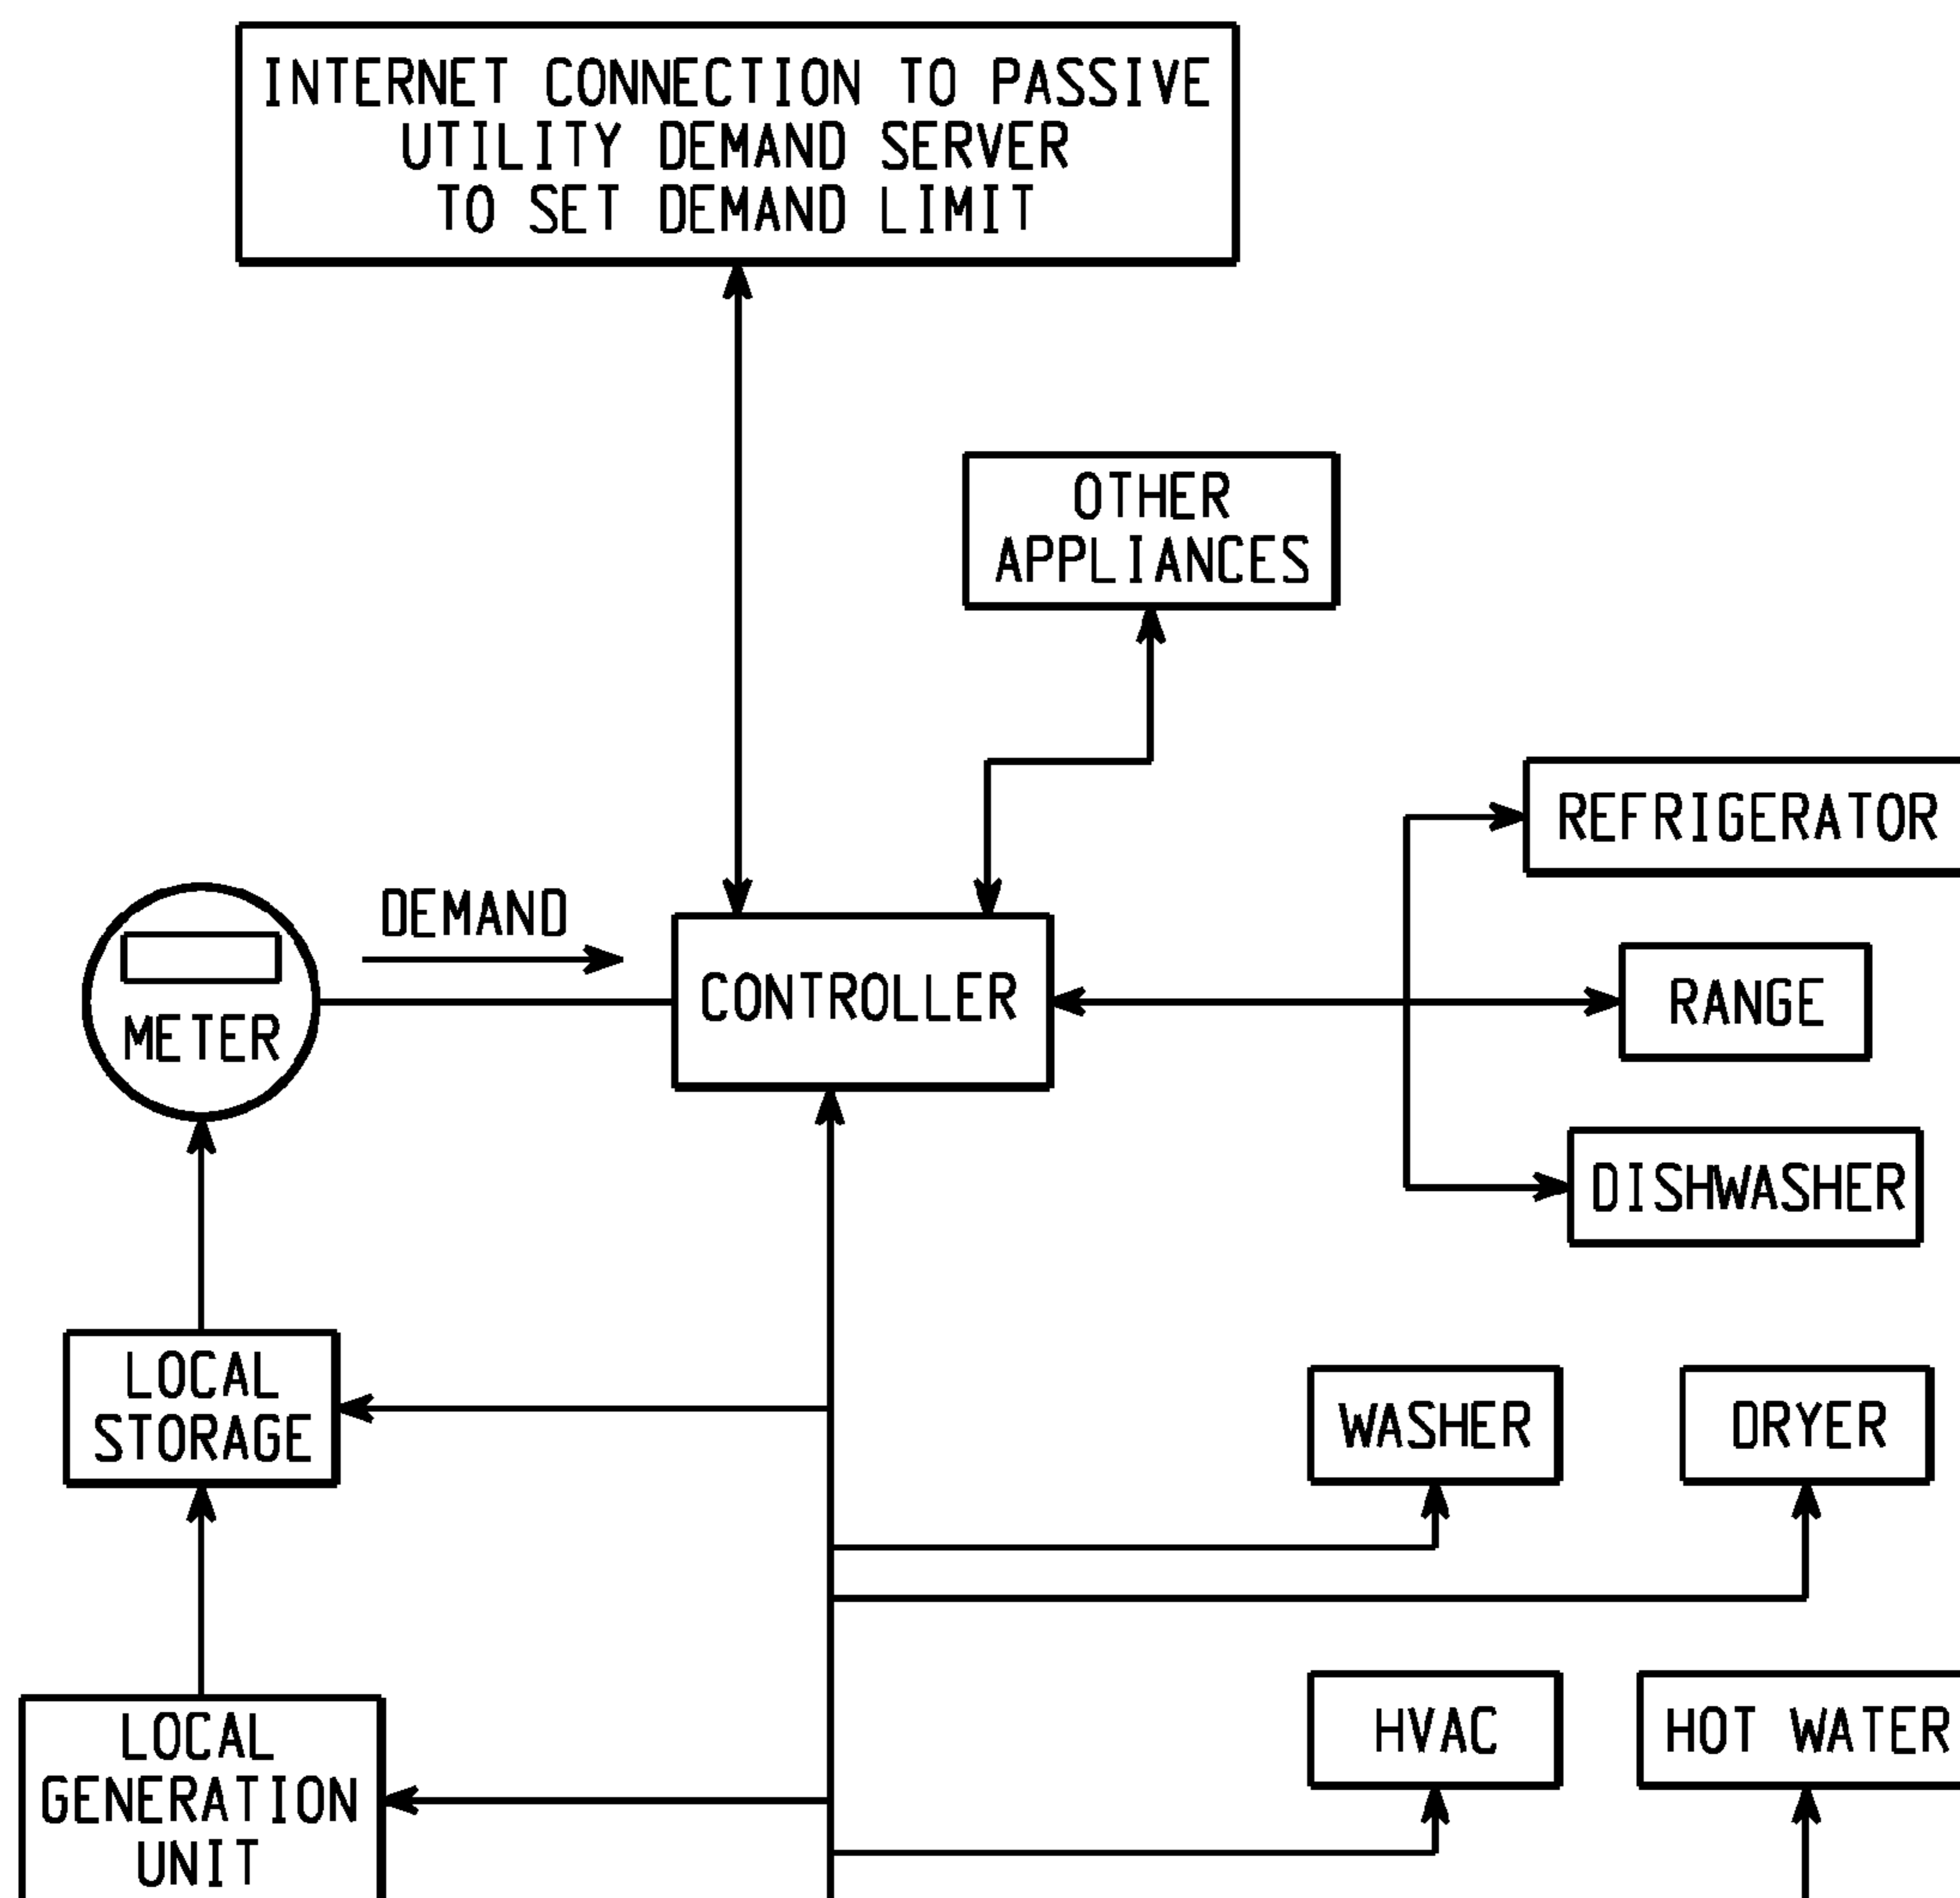 INTERNET CONNECTION TO PASSIVE
UTILITY DEMAND SERVER
TO SET DEMAND LIMIT
OTHER
APPLIANCES
REFRIGERATOR
DEMAND
CONTROLLER
RANGE
METER
DISHWASHER
LOCAL
STORAGE
WASHER
DRYER
LOCAL
GENERATION
UNIT
HVAC
HOT WATER